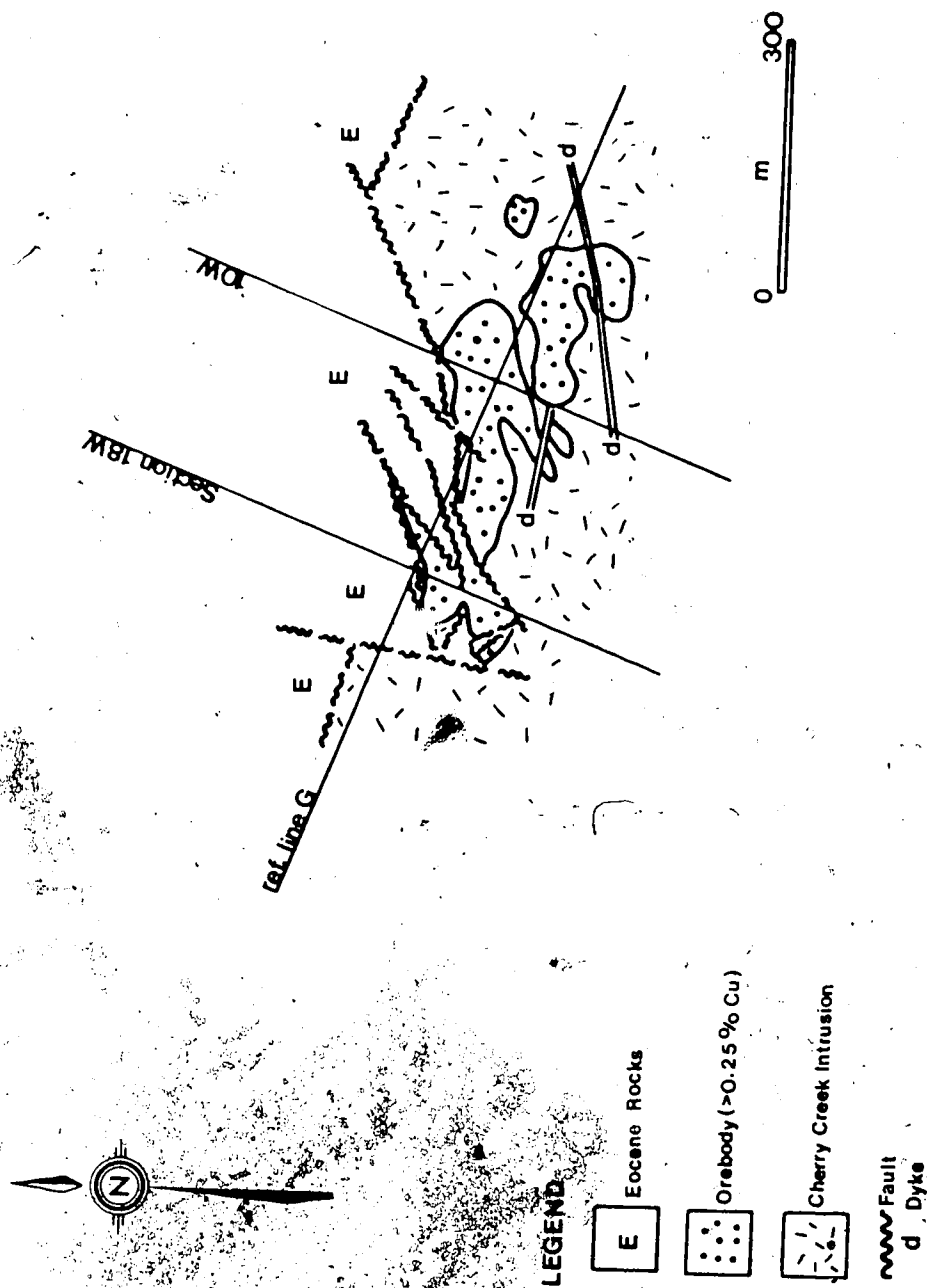 N
Section 18W
10W
E
E
E
E
ref. line G
d
d
d
0 m 300
LEGEND
E Eocene Rocks
Orebody (>0.25% Cu)
Cherry Creek Intrusion
Fault
d Dyke